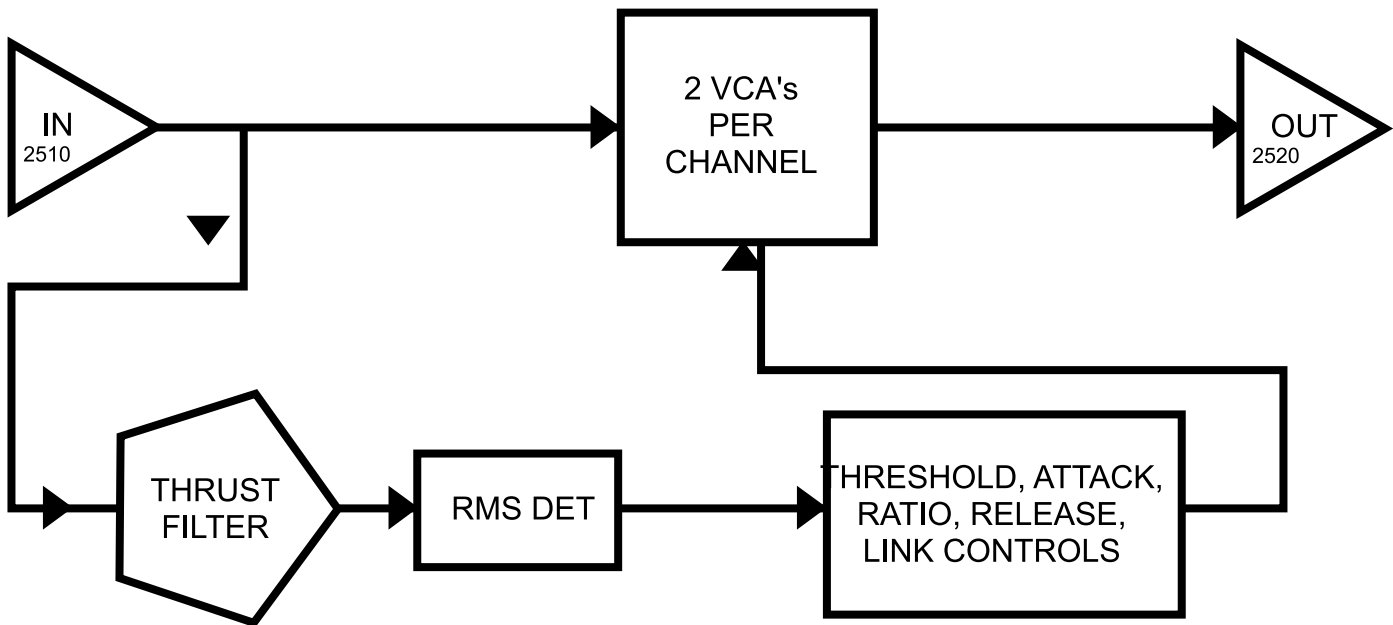 IN
2510
2 VCA's
PER
CHANNEL
OUT
2520
THRUST
FILTER
RMS DET
THRESHOLD, ATTACK,
RATIO, RELEASE,
LINK CONTROLS